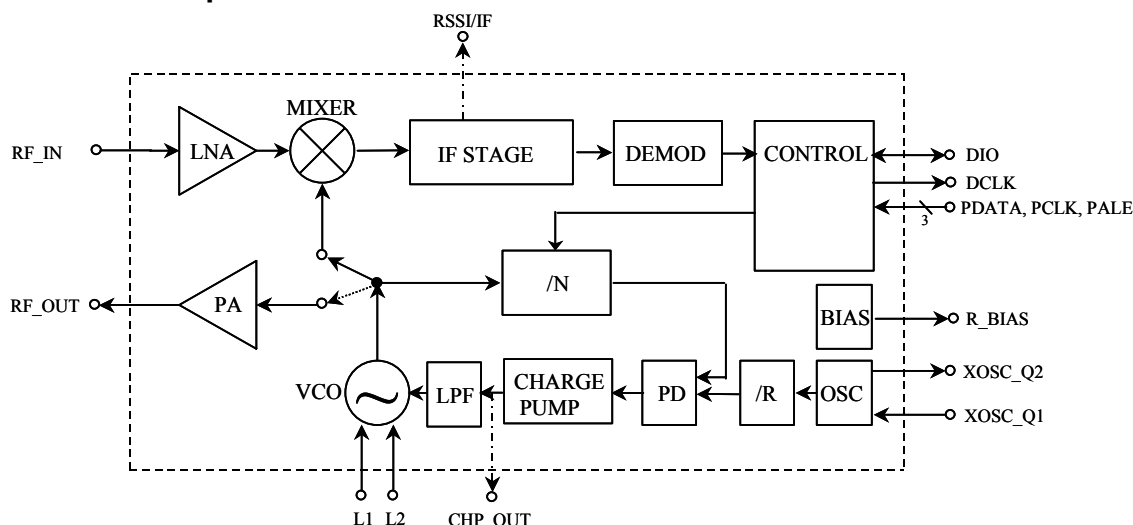 RSSI/IF
MIXER
RF_IN
LNA
IF STAGE
DEMOD
CONTROL
DIO
DCLK
3
PDATA, PCLK, PALE
RF_OUT
PA
/N
BIAS
R_BIAS
VCO
~
LPF
CHARGE
PUMP
PD
/R
OSC
XOSC_Q2
XOSC_Q1
L1
L2
CHP_OUT